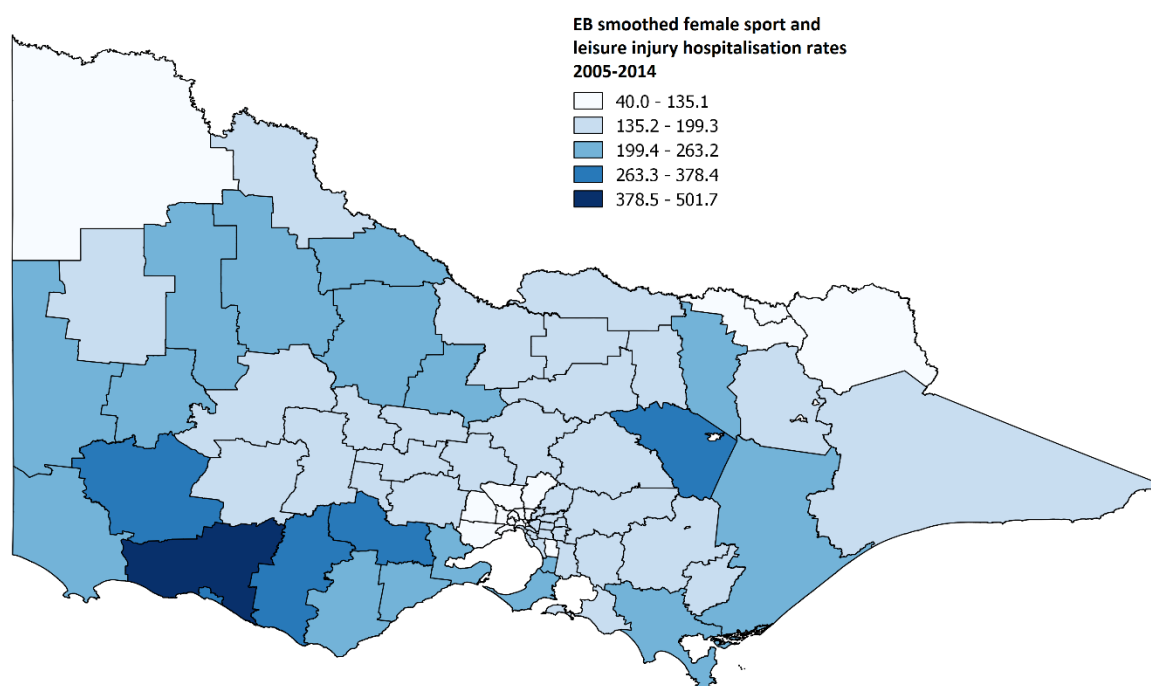 EB smoothed female sport and
leisure injury hospitalisation rates
2005-2014
40.0 - 135.1
135.2 - 199.3
199.4 - 263.2
263.3 - 378.4
378.5 - 501.7